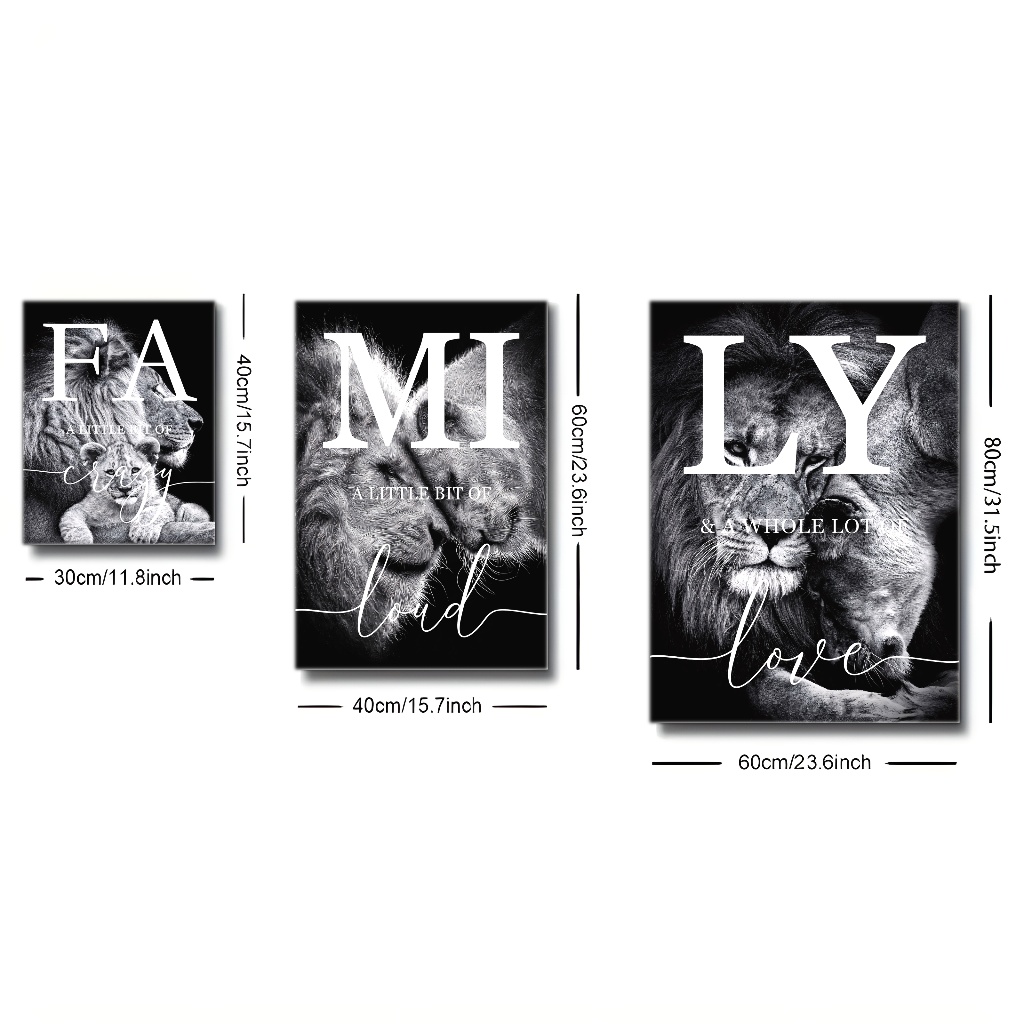 FA
A LITTLE BIT OF
crazy
40cm/15.7inch
30cm/11.8inch
MI
A LITTLE BIT OF
loud
60cm/23.6inch
40cm/15.7inch
LY
& A WHOLE LOT OF
love
80cm/31.5inch
60cm/23.6inch